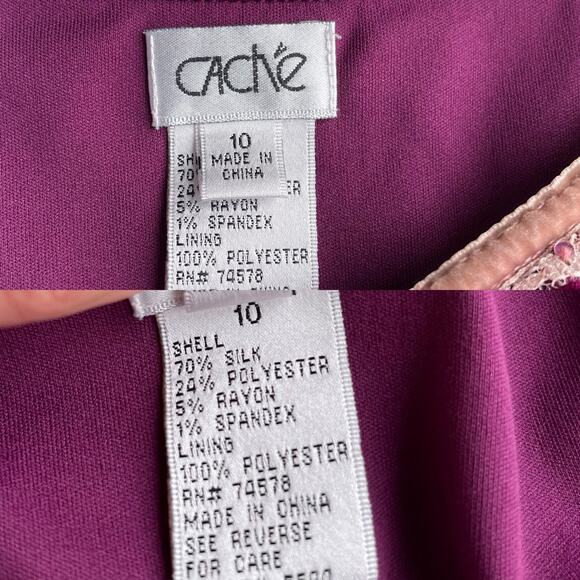 CAChé
10
MADE IN
CHINA
SH
70
24 ER
5% RAYON
1% SPANDEX
LINING
100% POLYESTER
RN# 74578
10
SHELL
70% SILK
24% POLYESTER
5% RAYON
1% SPANDEX
LINING
100% POLYESTER
RN# 74578
MADE IN CHINA
SEE REVERSE
FOR CARE